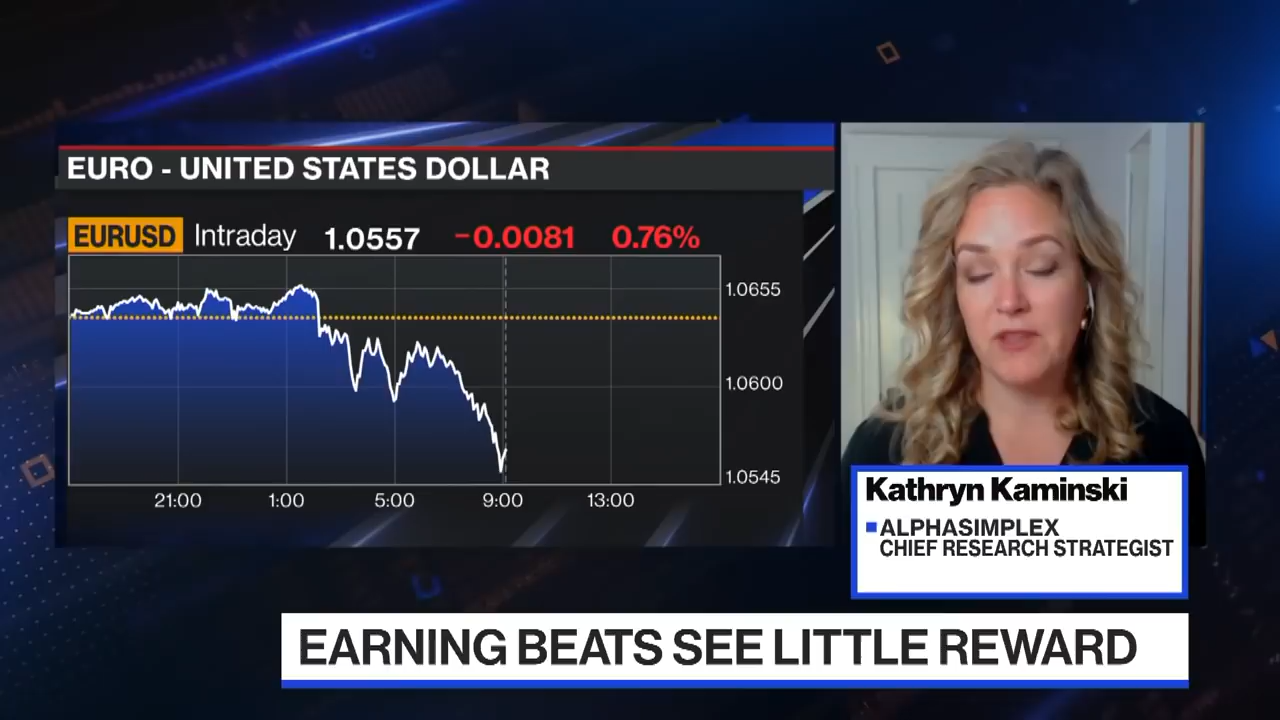 EURO - UNITED STATES DOLLAR
EURUSD Intraday 1.0557 -0.0081 0.76%
1.0655
1.0600
1.0545
21:00 1:00 5:00 9:00 13:00
Kathryn Kaminski
ALPHASIMPLEX
CHIEF RESEARCH STRATEGIST
EARNING BEATS SEE LITTLE REWARD